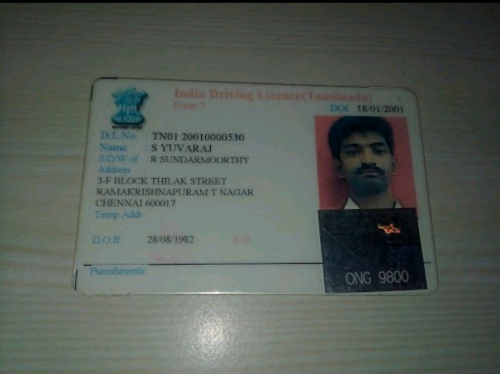 India Driving Licence(Tamilnadu)
Form 7
DOI 18/01/2001
D.L.No : TN01 20010000530
Name : S YUVARAJ
S/D/W of : R SUNDARMOORTHY
Address
3-F BLOCK THILAK STREET
RAMAKRISHNAPURAM T NAGAR
CHENNAI 600017
Temp Addr
D.O.B. 28/08/1982
Punishments
ONG 9800